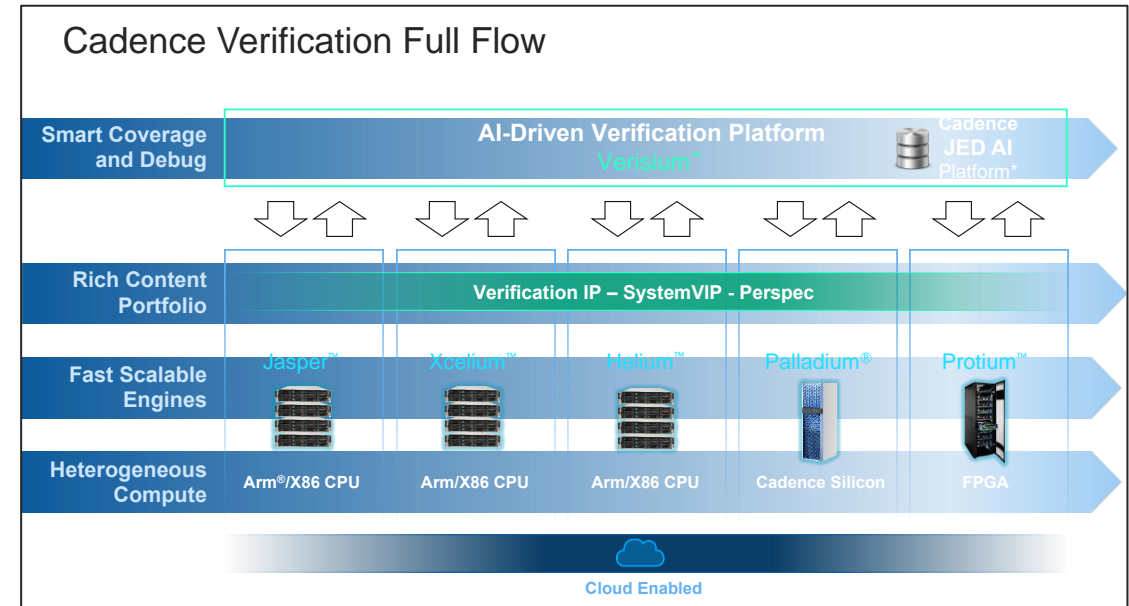 Cadence Verification Full Flow
Smart Coverage
and Debug
AI-Driven Verification Platform
Verisium™
Cadence
JED AI
Platform*
Rich Content
Portfolio
Verification IP – SystemVIP - Perspec
Fast Scalable
Engines
Jasper™
Xcelium™
Helium™
Palladium®
Protium™
Heterogeneous
Compute
Arm®/X86 CPU
Arm/X86 CPU
Arm/X86 CPU
Cadence Silicon
FPGA
Cloud Enabled